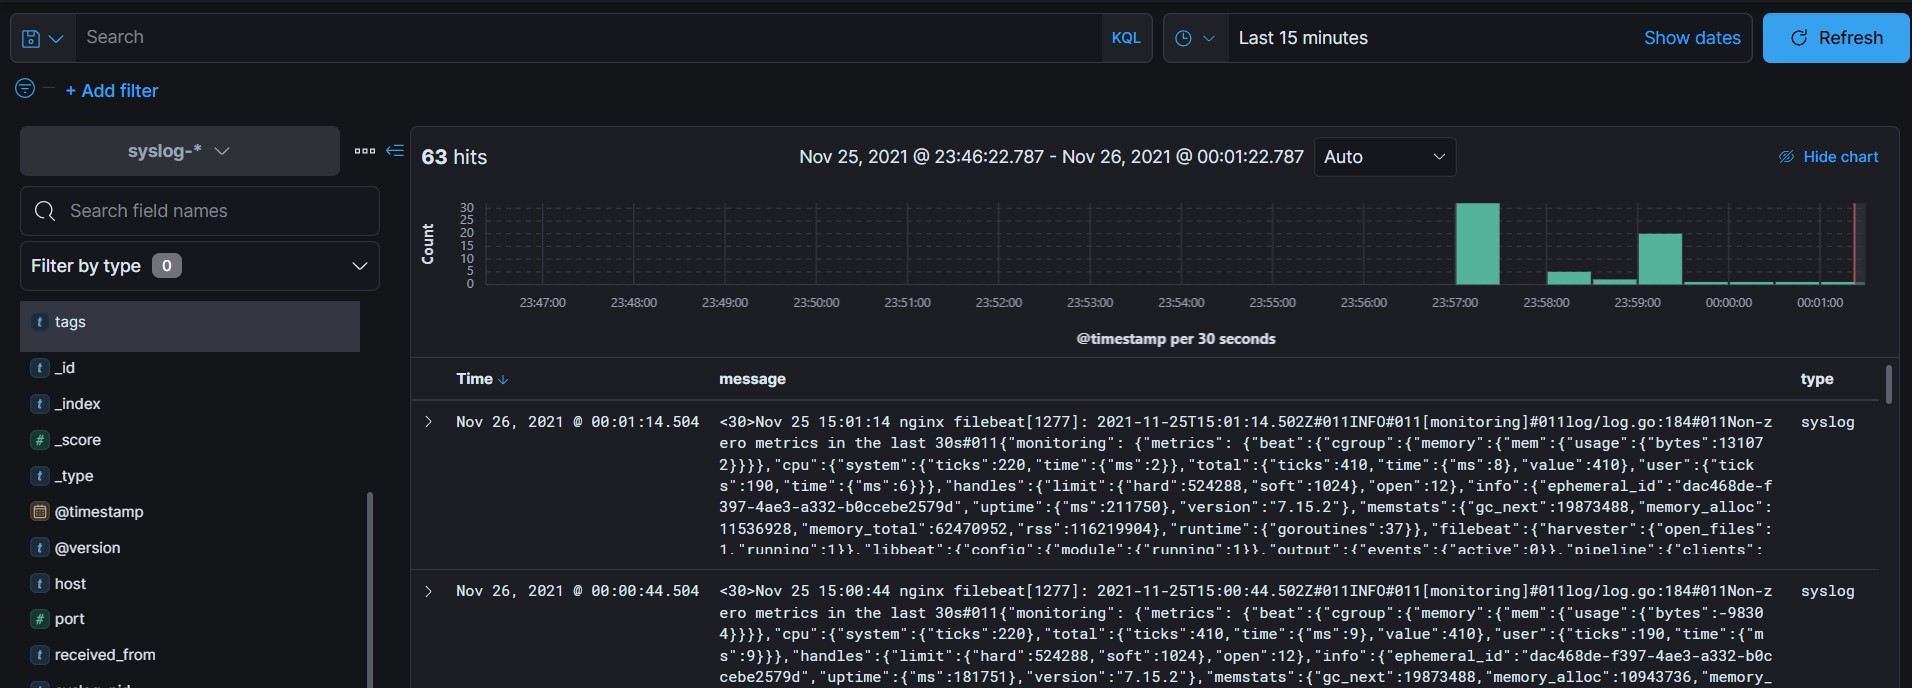 Search
KQL
Last 15 minutes
Show dates
Refresh
+ Add filter
syslog-*
63 hits
Nov 25, 2021 @ 23:46:22.787 - Nov 26, 2021 @ 00:01:22.787
Auto
Hide chart
Search field names
Filter by type 0
t tags
t _id
t _index
# _score
t _type
@timestamp
t @version
t host
# port
t received_from
Count
30
25
20
15
10
5
0
23:47:00 23:48:00 23:49:00 23:50:00 23:51:00 23:52:00 23:53:00 23:54:00 23:55:00 23:56:00 23:57:00 23:58:00 23:59:00 00:00:00 00:01:00
@timestamp per 30 seconds
Time message type
Nov 26, 2021 @ 00:01:14.504 <30>Nov 25 15:01:14 nginx filebeat[1277]: 2021-11-25T15:01:14.502Z#011INFO#011[monitoring]#011log/log.go:184#011Non-z syslog
ero metrics in the last 30s#011{"monitoring": {"metrics": {"beat":{"cgroup":{"memory":{"mem":{"usage":{"bytes":13107
2}}}},"cpu":{"system":{"ticks":220,"time":{"ms":2}},"total":{"ticks":410,"time":{"ms":8},"value":410},"user":{"tick
s":190,"time":{"ms":6}}},"handles":{"limit":{"hard":524288,"soft":1024},"open":12},"info":{"ephemeral_id":"dac468de-f
397-4ae3-a332-b0ccebe2579d","uptime":{"ms":211750},"version":"7.15.2"},"memstats":{"gc_next":19873488,"memory_alloc":
11536928,"memory_total":62470952,"rss":116219904},"runtime":{"goroutines":37}},"filebeat":{"harvester":{"open_files":
1,"running":1}},"libbeat":{"config":{"module":{"running":1}},"output":{"events":{"active":0}},"pipeline":{"clients":
Nov 26, 2021 @ 00:00:44.504 <30>Nov 25 15:00:44 nginx filebeat[1277]: 2021-11-25T15:00:44.502Z#011INFO#011[monitoring]#011log/log.go:184#011Non-z syslog
ero metrics in the last 30s#011{"monitoring": {"metrics": {"beat":{"cgroup":{"memory":{"mem":{"usage":{"bytes":-9830
4}}}},"cpu":{"system":{"ticks":220},"total":{"ticks":410,"time":{"ms":9},"value":410},"user":{"ticks":190,"time":{"m
s":9}}},"handles":{"limit":{"hard":524288,"soft":1024},"open":12},"info":{"ephemeral_id":"dac468de-f397-4ae3-a332-b0c
cebe2579d","uptime":{"ms":181751},"version":"7.15.2"},"memstats":{"gc_next":19873488,"memory_alloc":10943736,"memory_